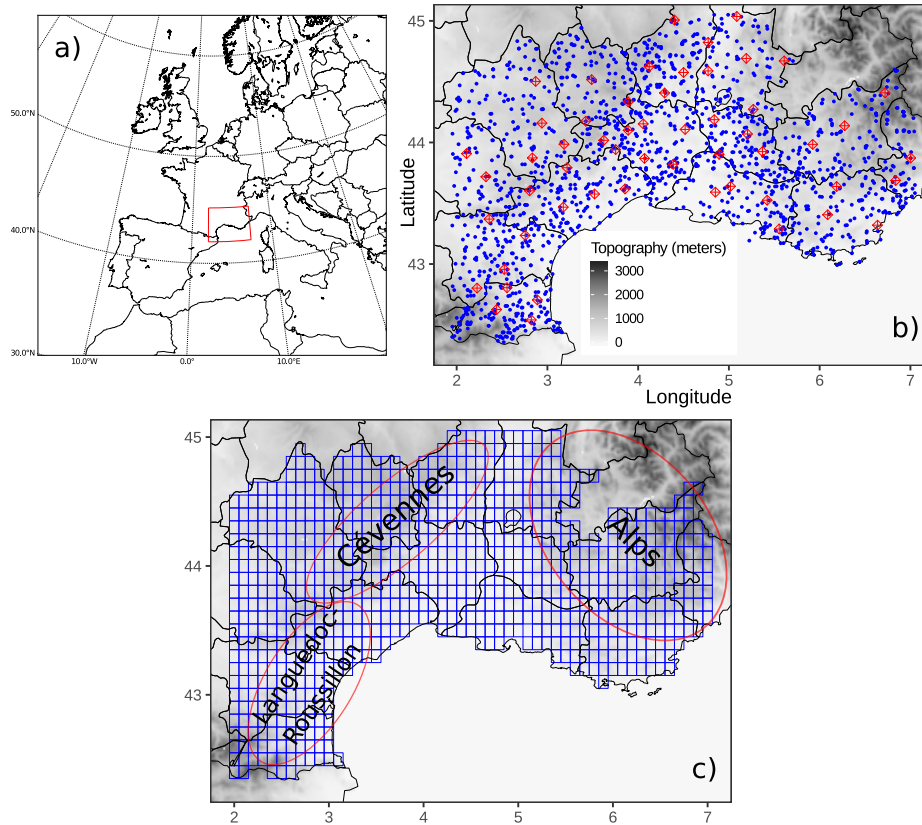 a)
50.0°N
40.0°N
30.0°N
10.0°W
0.0°
10.0°E
45
44
43
Latitude
Topography (meters)
3000
2000
1000
0
b)
2
3
4
5
6
7
Longitude
45
44
43
Cévennes
Alps
Languedoc-
Roussillon
c)
2
3
4
5
6
7